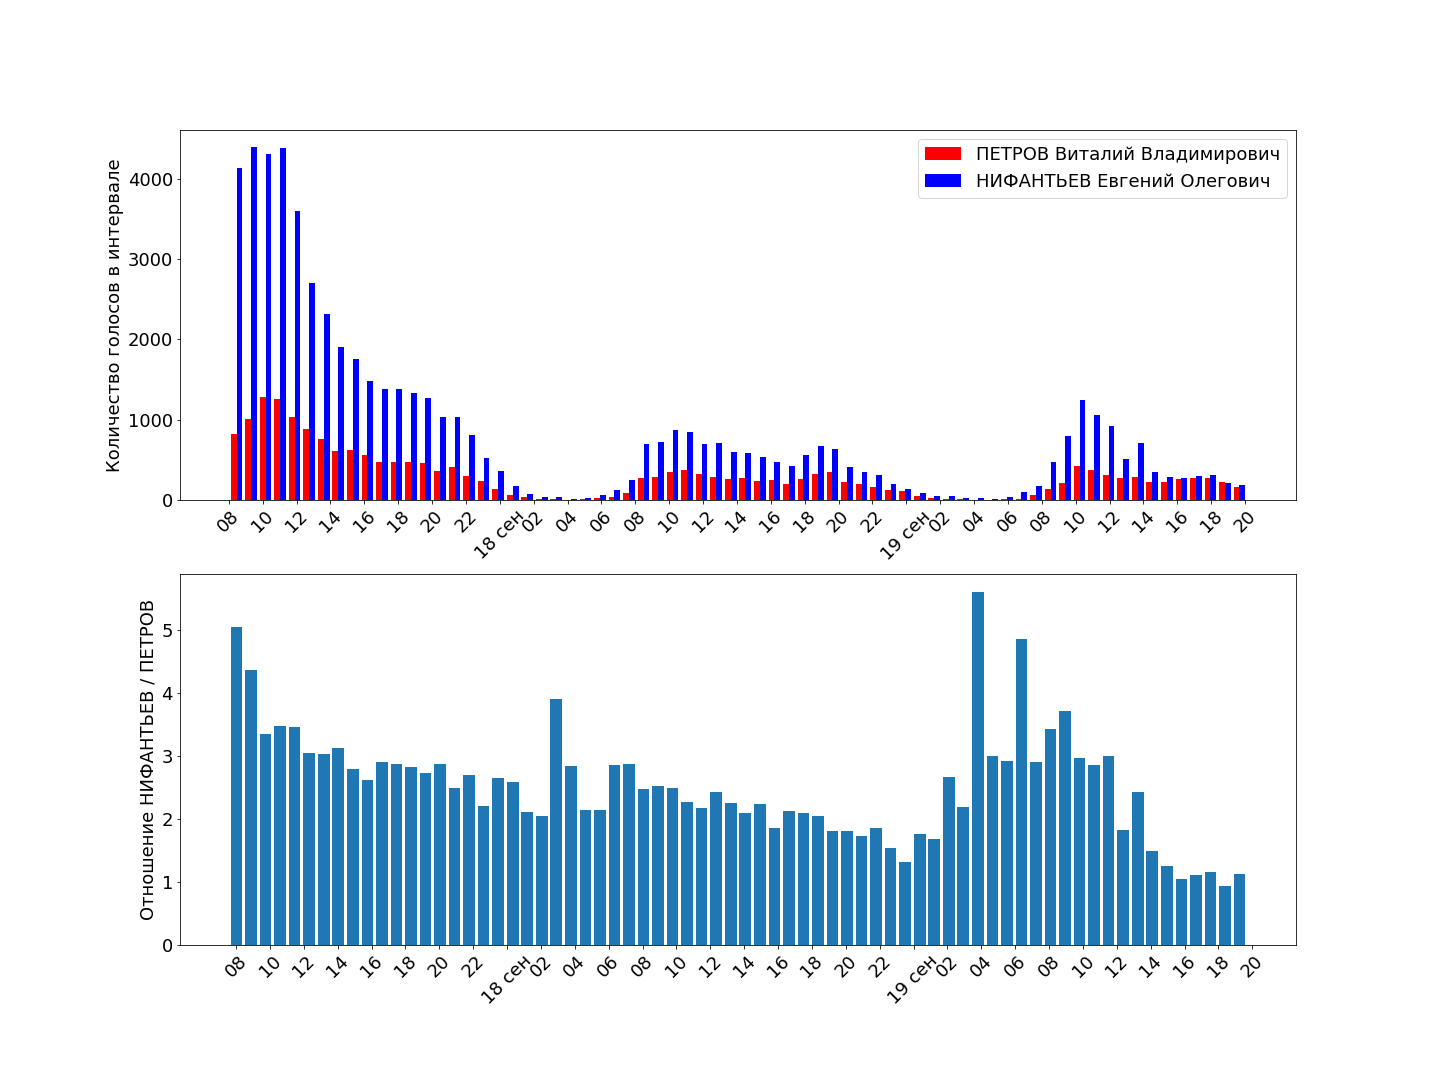 ПЕТРОВ Виталий Владимирович
НИФАНТЬЕВ Евгений Олегович
Количество голосов в интервале
4000
3000
2000
1000
0
08 10 12 14 16 18 20 22 18 сен 02 04 06 08 10 12 14 16 18 20 22 19 сен 02 04 06 08 10 12 14 16 18 20
Отношение НИФАНТЬЕВ / ПЕТРОВ
5
4
3
2
1
0
08 10 12 14 16 18 20 22 18 сен 02 04 06 08 10 12 14 16 18 20 22 19 сен 02 04 06 08 10 12 14 16 18 20